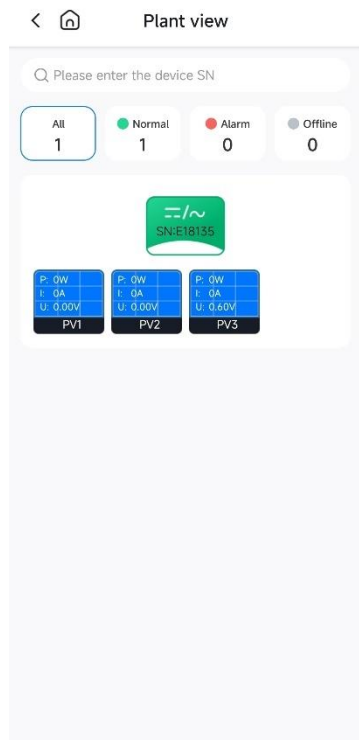 Plant view
Please enter the device SN
All
1
Normal
1
Alarm
0
Offline
0
SN:E18135
P: 0W
I: 0A
U: 0.00V
PV1
P: 0W
I: 0A
U: 0.00V
PV2
P: 0W
I: 0A
U: 0.60V
PV3